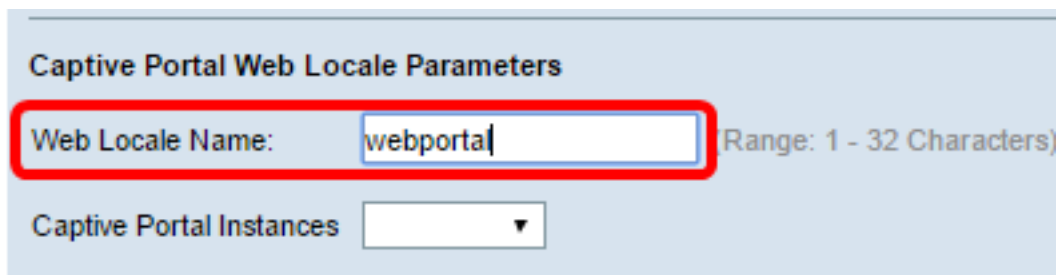 Captive Portal Web Locale Parameters
Web Locale Name: webportal (Range: 1 - 32 Characters)
Captive Portal Instances